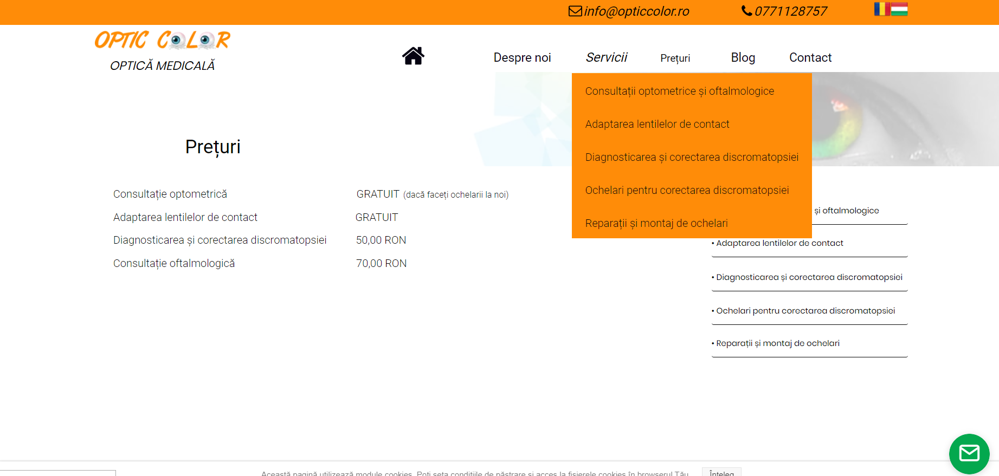 info@opticcolor.ro
0771128757
OPTIC COLOR
OPTICĂ MEDICALĂ
Despre noi
Servicii
Prețuri
Blog
Contact
Consultații optometrice și oftalmologice
Adaptarea lentilelor de contact
Diagnosticarea și corectarea discromatopsiei
Ochelari pentru corectarea discromatopsiei
Reparații și montaj de ochelari
Prețuri
Consultație optometrică GRATUIT (dacă faceți ochelarii la noi)
Adaptarea lentilelor de contact GRATUIT
Diagnosticarea și corectarea discromatopsiei 50,00 RON
Consultație oftalmologică 70,00 RON
și oftalmologice
• Adaptarea lentilelor de contact
• Diagnosticarea și corectarea discromatopsiei
• Ochelari pentru corectarea discromatopsiei
• Reparații și montaj de ochelari
Această pagină utilizează module cookies. Poți seta condițiile de păstrare și acces la fișierele cookies în browserul Tău.
Înțeleg